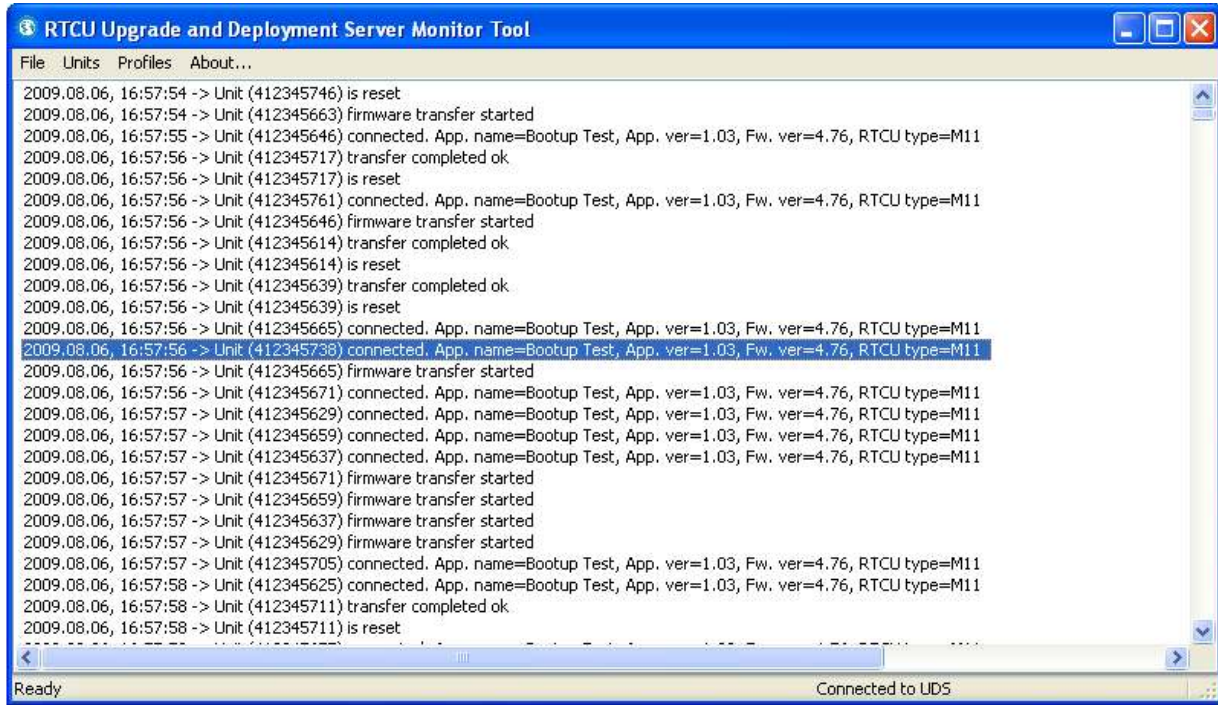 RTCU Upgrade and Deployment Server Monitor Tool
File Units Profiles About...
2009.08.06, 16:57:54 -> Unit (412345746) is reset
2009.08.06, 16:57:54 -> Unit (412345663) firmware transfer started
2009.08.06, 16:57:55 -> Unit (412345646) connected. App. name=Bootup Test, App. ver=1.03, Fw. ver=4.76, RTCU type=M11
2009.08.06, 16:57:56 -> Unit (412345717) transfer completed ok
2009.08.06, 16:57:56 -> Unit (412345717) is reset
2009.08.06, 16:57:56 -> Unit (412345761) connected. App. name=Bootup Test, App. ver=1.03, Fw. ver=4.76, RTCU type=M11
2009.08.06, 16:57:56 -> Unit (412345646) firmware transfer started
2009.08.06, 16:57:56 -> Unit (412345614) transfer completed ok
2009.08.06, 16:57:56 -> Unit (412345614) is reset
2009.08.06, 16:57:56 -> Unit (412345639) transfer completed ok
2009.08.06, 16:57:56 -> Unit (412345639) is reset
2009.08.06, 16:57:56 -> Unit (412345665) connected. App. name=Bootup Test, App. ver=1.03, Fw. ver=4.76, RTCU type=M11
2009.08.06, 16:57:56 -> Unit (412345738) connected. App. name=Bootup Test, App. ver=1.03, Fw. ver=4.76, RTCU type=M11
2009.08.06, 16:57:56 -> Unit (412345665) firmware transfer started
2009.08.06, 16:57:56 -> Unit (412345671) connected. App. name=Bootup Test, App. ver=1.03, Fw. ver=4.76, RTCU type=M11
2009.08.06, 16:57:57 -> Unit (412345629) connected. App. name=Bootup Test, App. ver=1.03, Fw. ver=4.76, RTCU type=M11
2009.08.06, 16:57:57 -> Unit (412345659) connected. App. name=Bootup Test, App. ver=1.03, Fw. ver=4.76, RTCU type=M11
2009.08.06, 16:57:57 -> Unit (412345637) connected. App. name=Bootup Test, App. ver=1.03, Fw. ver=4.76, RTCU type=M11
2009.08.06, 16:57:57 -> Unit (412345671) firmware transfer started
2009.08.06, 16:57:57 -> Unit (412345659) firmware transfer started
2009.08.06, 16:57:57 -> Unit (412345637) firmware transfer started
2009.08.06, 16:57:57 -> Unit (412345629) firmware transfer started
2009.08.06, 16:57:57 -> Unit (412345705) connected. App. name=Bootup Test, App. ver=1.03, Fw. ver=4.76, RTCU type=M11
2009.08.06, 16:57:58 -> Unit (412345625) connected. App. name=Bootup Test, App. ver=1.03, Fw. ver=4.76, RTCU type=M11
2009.08.06, 16:57:58 -> Unit (412345711) transfer completed ok
2009.08.06, 16:57:58 -> Unit (412345711) is reset
Ready Connected to UDS